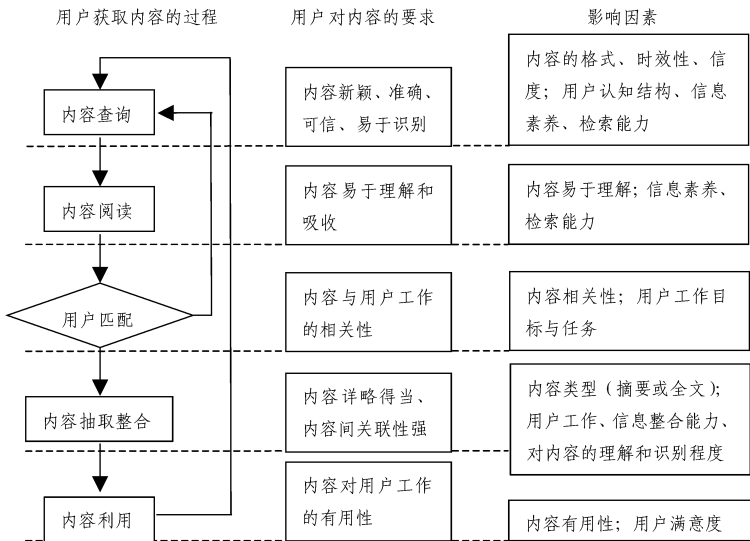 用户获取内容的过程
用户对内容的要求
影响因素
内容查询
内容新颖、准确、
可信、易于识别
内容的格式、时效性、信
度；用户认知结构、信息
素养、检索能力
内容阅读
内容易于理解和
吸收
内容易于理解；信息素养、
检索能力
用户匹配
内容与用户工作
的相关性
内容相关性；用户工作目
标与任务
内容抽取整合
内容详略得当、
内容间关联性强
内容类型（摘要或全文）；
用户工作、信息整合能力、
对内容的理解和识别程度
内容利用
内容对用户工作
的有用性
内容有用性；用户满意度